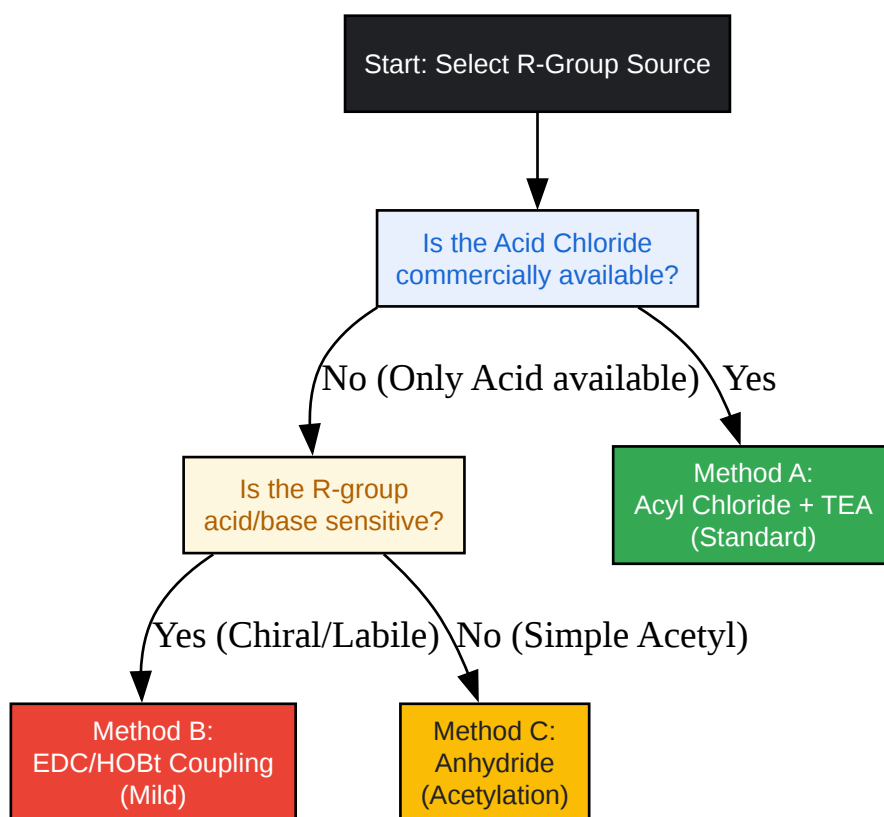 Start: Select R-Group Source
Is the Acid Chloride
commercially available?
No (Only Acid available)
Yes
Is the R-group
acid/base sensitive?
Method A:
Acyl Chloride + TEA
(Standard)
Yes (Chiral/Labile)
No (Simple Acetyl)
Method B:
EDC/HOBt Coupling
(Mild)
Method C:
Anhydride
(Acetylation)